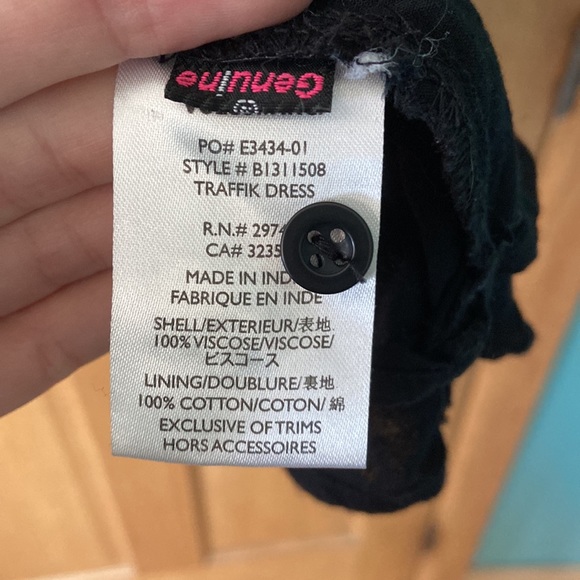 Genuine
PO# E3434-01
STYLE # B1311508
TRAFFIK DRESS
R.N.# 2974
CA# 3235
MADE IN INDI
FABRIQUE EN INDE
SHELL/EXTERIEUR/表地
100% VISCOSE/VISCOSE/
ビスコース
LINING/DOUBLURE/裏地
100% COTTON/COTON/ 綿
EXCLUSIVE OF TRIMS
HORS ACCESSOIRES